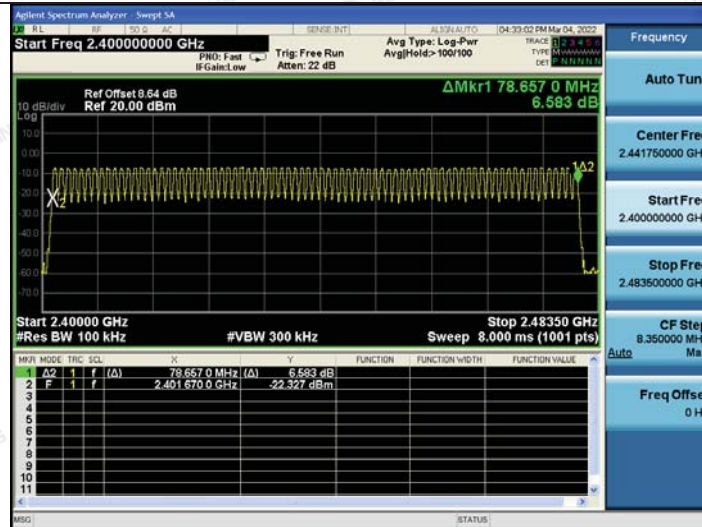 Agilent Spectrum Analyzer - Swept SA
RL RF 50 Ω AC SENSE:INT ALIGN AUTO 04:33:02 PM Mar 04, 2022
Start Freq 2.400000000 GHz
PNO: Fast
IFGain:Low
Trig: Free Run
Atten: 22 dB
Avg Type: Log-Pwr
Avg|Hold:>100/100
TRACE 1 2 3 4 5 6
TYPE M
DET P N N N N N
ΔMkr1 78.657 0 MHz
6.583 dB
Ref Offset 8.64 dB
Ref 20.00 dBm
10 dB/div
Log
10.0
0.00
-10.0
-20.0
-30.0
-40.0
-50.0
-60.0
-70.0
1Δ2
X2
Start 2.40000 GHz
Stop 2.48350 GHz
#Res BW 100 kHz
#VBW 300 kHz
Sweep 8.000 ms (1001 pts)
MKR MODE TRC SCL X Y FUNCTION FUNCTION WIDTH FUNCTION VALUE
1 Δ2 1 f (Δ) 78.657 0 MHz (Δ) 6.583 dB
2 F 1 f 2.401 670 0 GHz -22.327 dBm
3
4
5
6
7
8
9
10
11
MSG
STATUS
Frequency
Auto Tun
Center Fre
2.441750000 GH
Start Fre
2.400000000 GH
Stop Fre
2.483500000 GH
CF Step
8.350000 MH
Auto Ma
Freq Offse
0 H